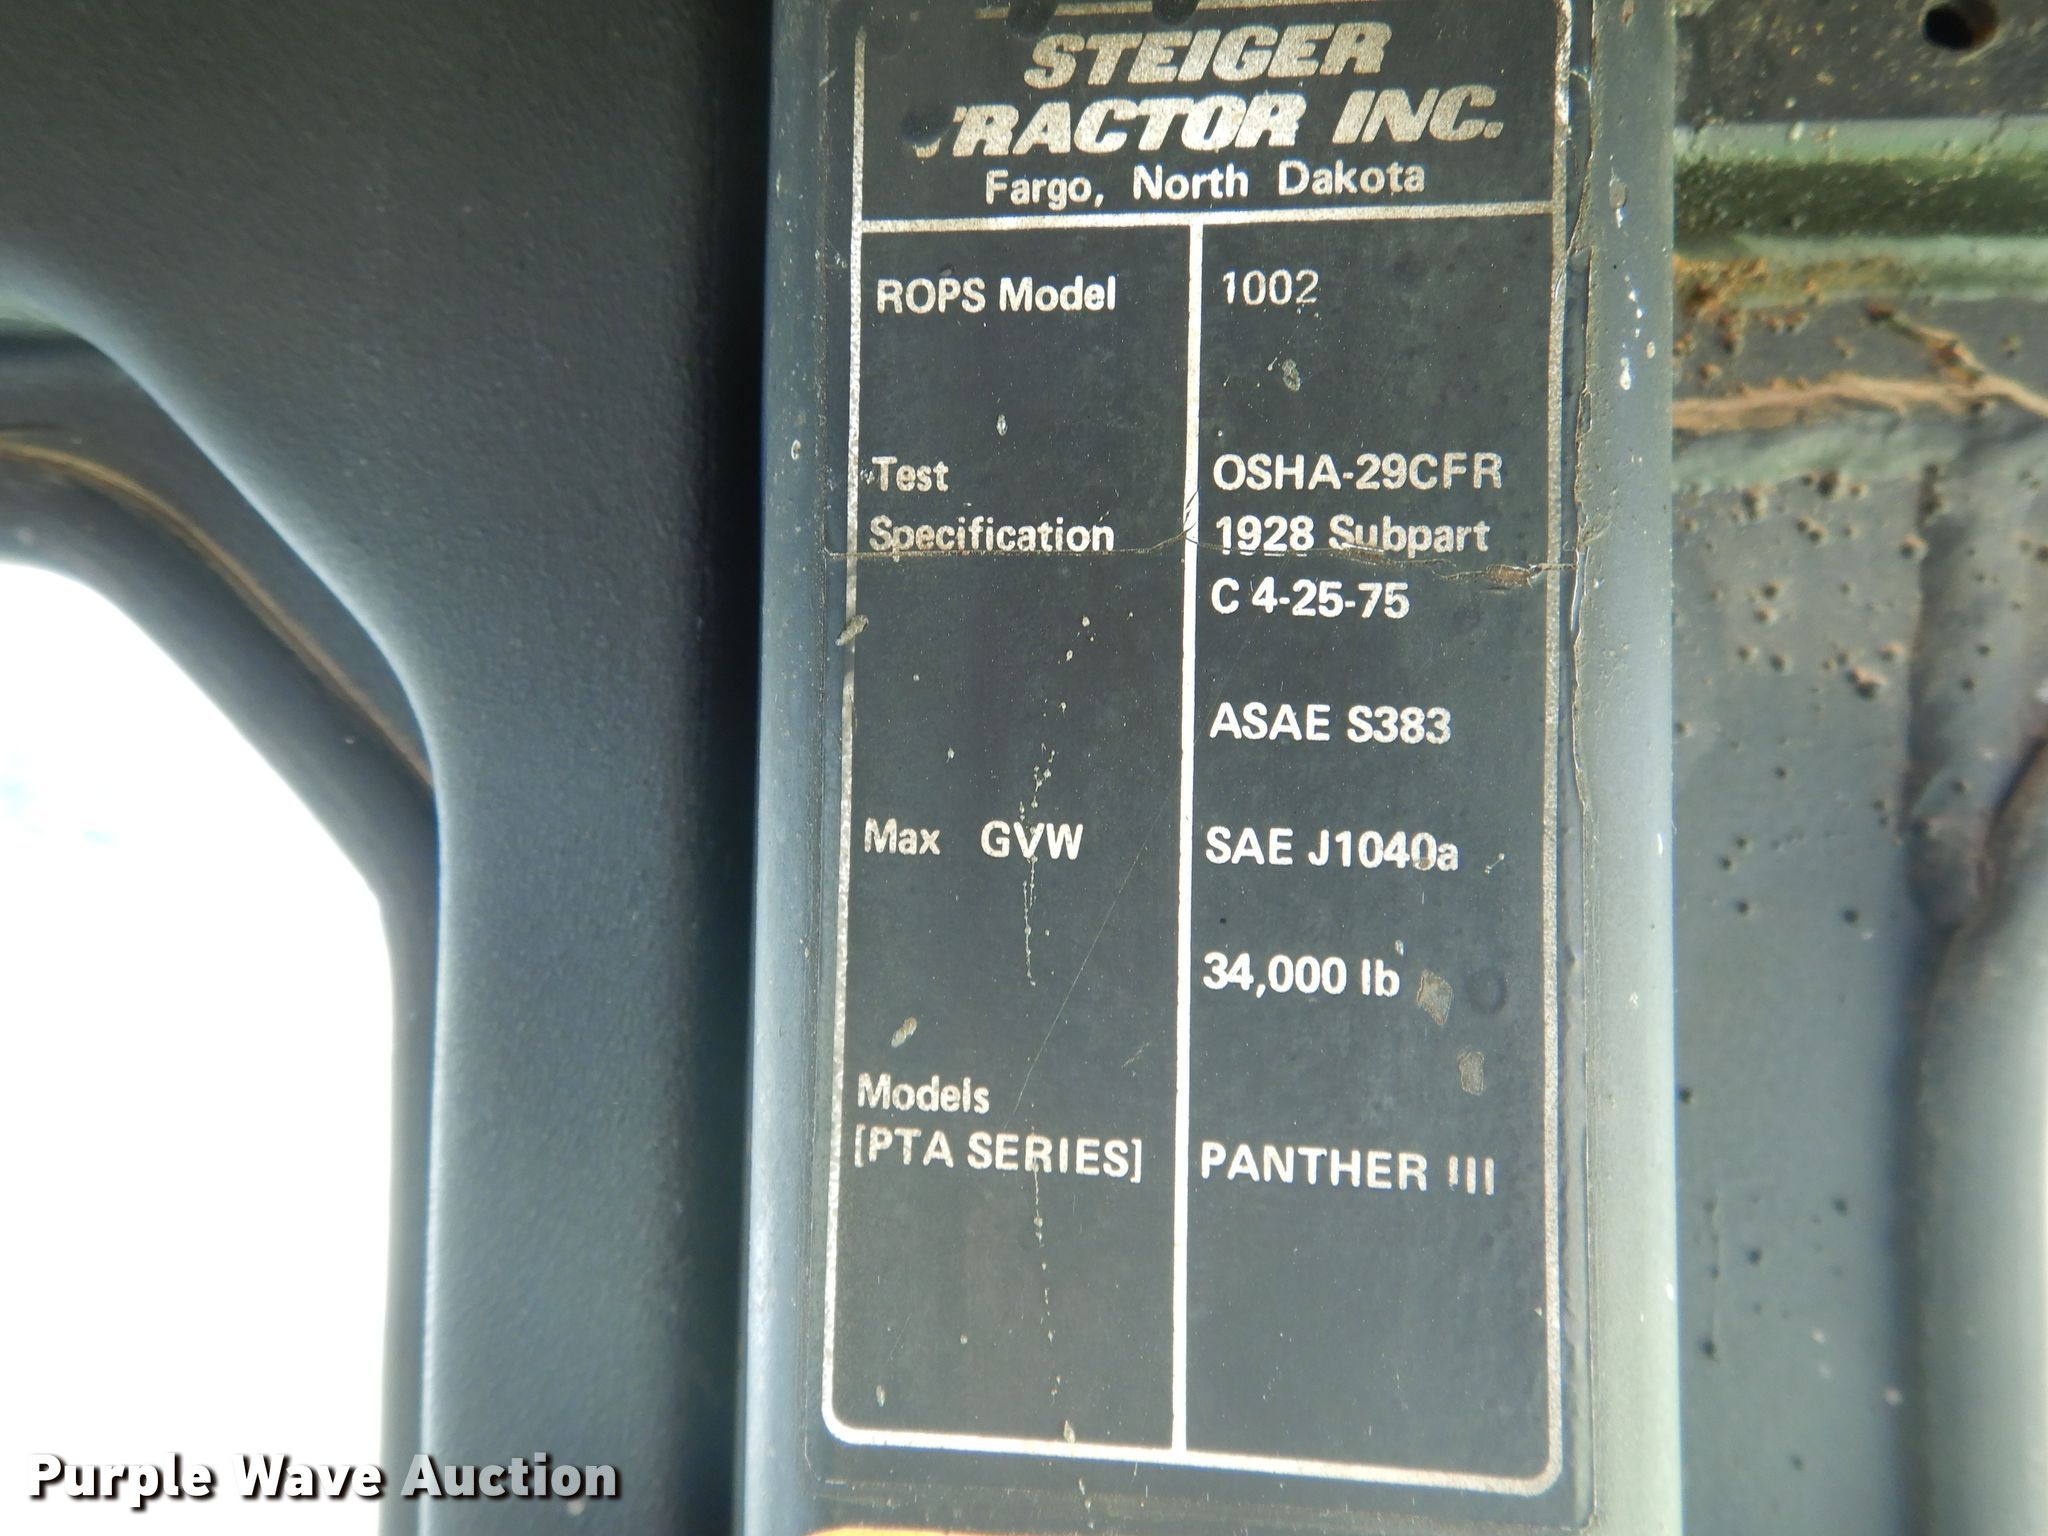 STEIGER
TRACTOR INC.
Fargo, North Dakota
ROPS Model 1002
Test OSHA-29CFR
Specification 1928 Subpart
C 4-25-75
ASAE S383
Max GVW SAE J1040a
34,000 lb
Models
[PTA SERIES] PANTHER III
Purple Wave Auction